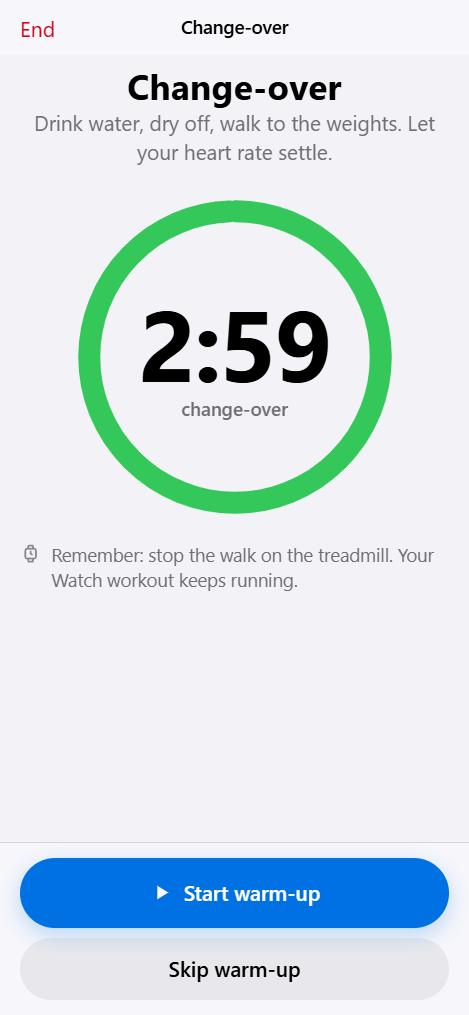 End
Change-over
Change-over
Drink water, dry off, walk to the weights. Let
your heart rate settle.
2:59
change-over
Remember: stop the walk on the treadmill. Your
Watch workout keeps running.
Start warm-up
Skip warm-up